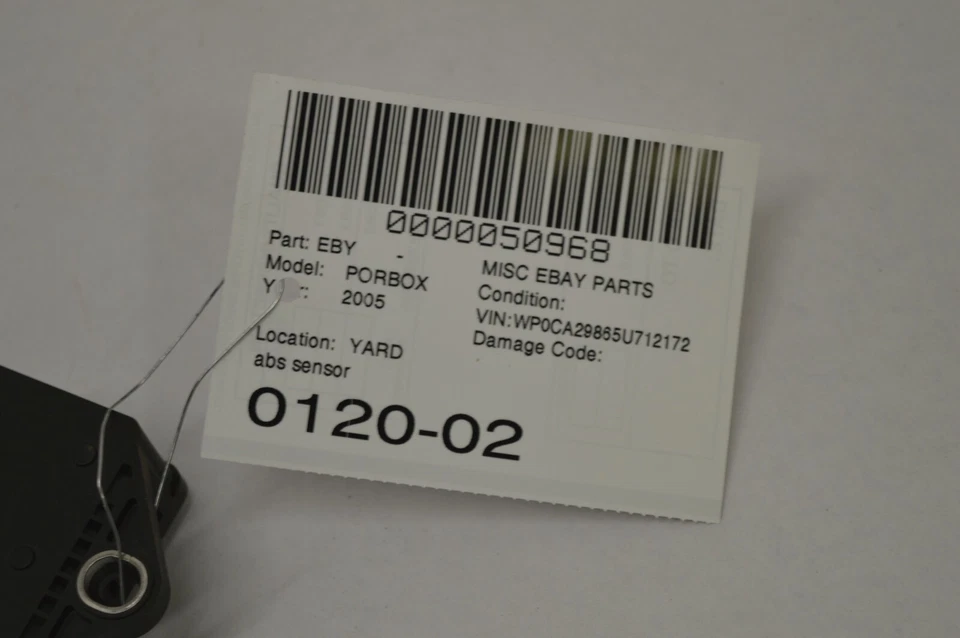 0000050968
Part: EBY -
MISC EBAY PARTS
Model: PORBOX
Condition:
2005
VIN:WP0CA29865U712172
Damage Code:
Location: YARD
abs sensor
0120-02